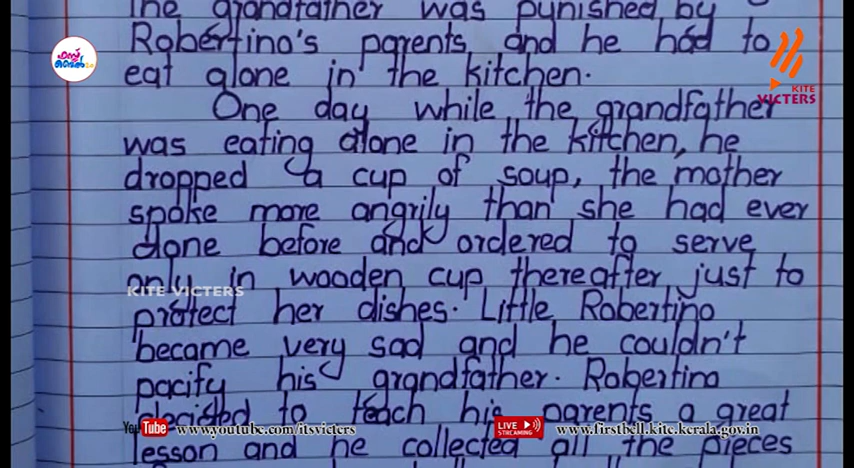 The grandfather was punished by
Robertino's parents and he had to
eat alone in the kitchen.
One day while the grandfather
was eating alone in the kitchen, he
dropped a cup of soup, the mother
spoke more angrily than she had ever
done before and ordered to serve
only in wooden cup thereafter just to
protect her dishes. Little Robertino
became very sad and he couldn't
pacify his grandfather. Robertino
decided to teach his parents a great
lesson and he collected all the pieces
KITE
VICTERS
KITE VICTERS
YouTube www.youtube.com/itsvicters
LIVE
STREAMING
www.firstbell.kite.kerala.gov.in